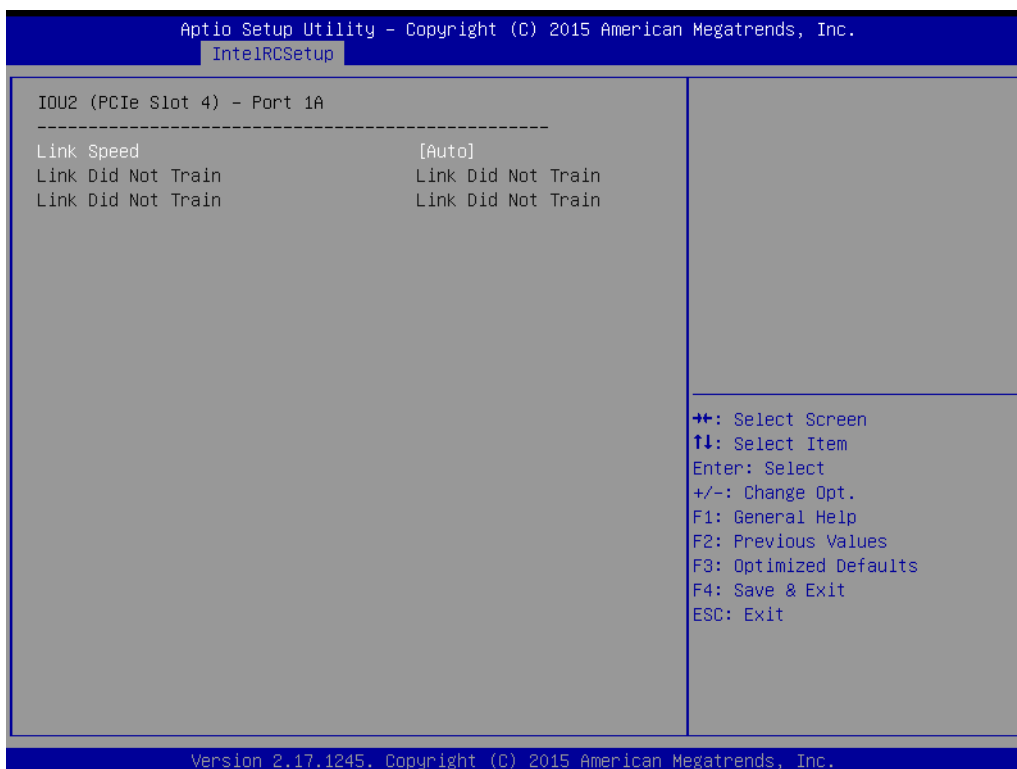 Aptio Setup Utility – Copyright (C) 2015 American Megatrends, Inc.
IntelRCSetup
IOU2 (PCIe Slot 4) – Port 1A
--------------------------------------------------
Link Speed [Auto]
Link Did Not Train Link Did Not Train
Link Did Not Train Link Did Not Train
→←: Select Screen
↑↓: Select Item
Enter: Select
+/-: Change Opt.
F1: General Help
F2: Previous Values
F3: Optimized Defaults
F4: Save & Exit
ESC: Exit
Version 2.17.1245. Copyright (C) 2015 American Megatrends, Inc.